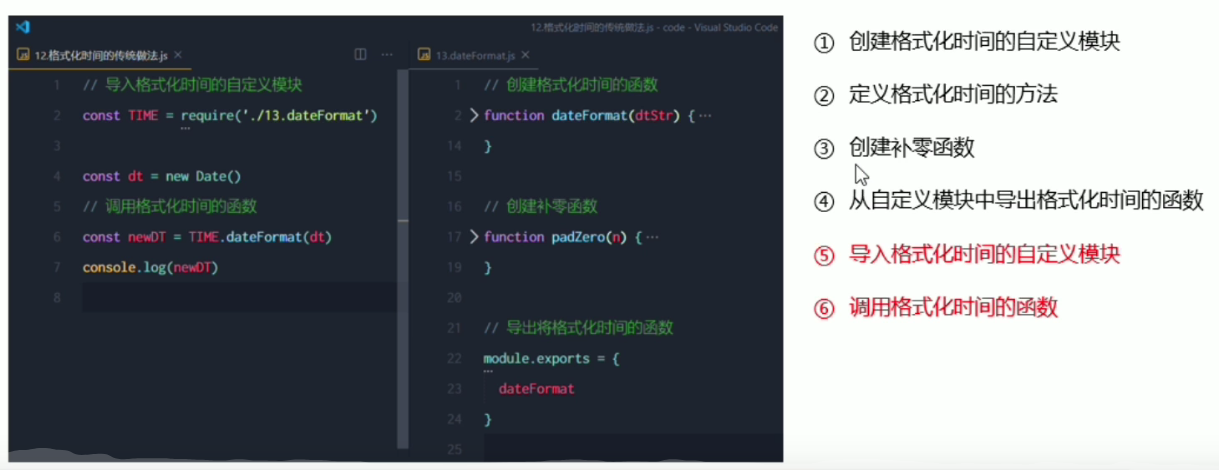 12.格式化时间的传统做法.js - code - Visual Studio Code
12.格式化时间的传统做法.js ×
1 // 导入格式化时间的自定义模块
2 const TIME = require('./13.dateFormat')
3
4 const dt = new Date()
5 // 调用格式化时间的函数
6 const newDT = TIME.dateFormat(dt)
7 console.log(newDT)
8
13.dateFormat.js ×
1 // 创建格式化时间的函数
2 function dateFormat(dtStr) { ···
14 }
15
16 // 创建补零函数
17 function padZero(n) { ···
19 }
20
21 // 导出将格式化时间的函数
22 module.exports = {
23 dateFormat
24 }
25
① 创建格式化时间的自定义模块
② 定义格式化时间的方法
③ 创建补零函数
④ 从自定义模块中导出格式化时间的函数
⑤ 导入格式化时间的自定义模块
⑥ 调用格式化时间的函数